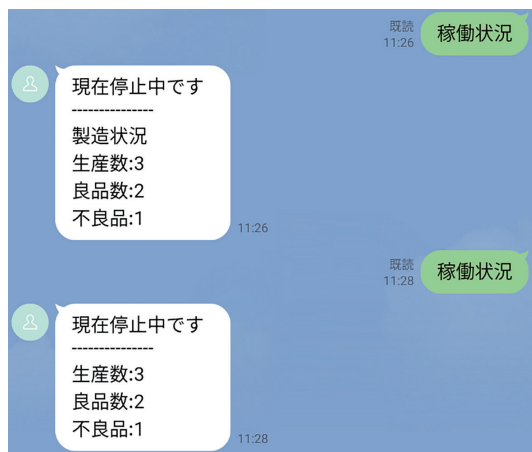 既読
11:26
稼働状況
現在停止中です
---------------
製造状況
生産数:3
良品数:2
不良品:1
11:26
既読
11:28
稼働状況
現在停止中です
---------------
生産数:3
良品数:2
不良品:1
11:28